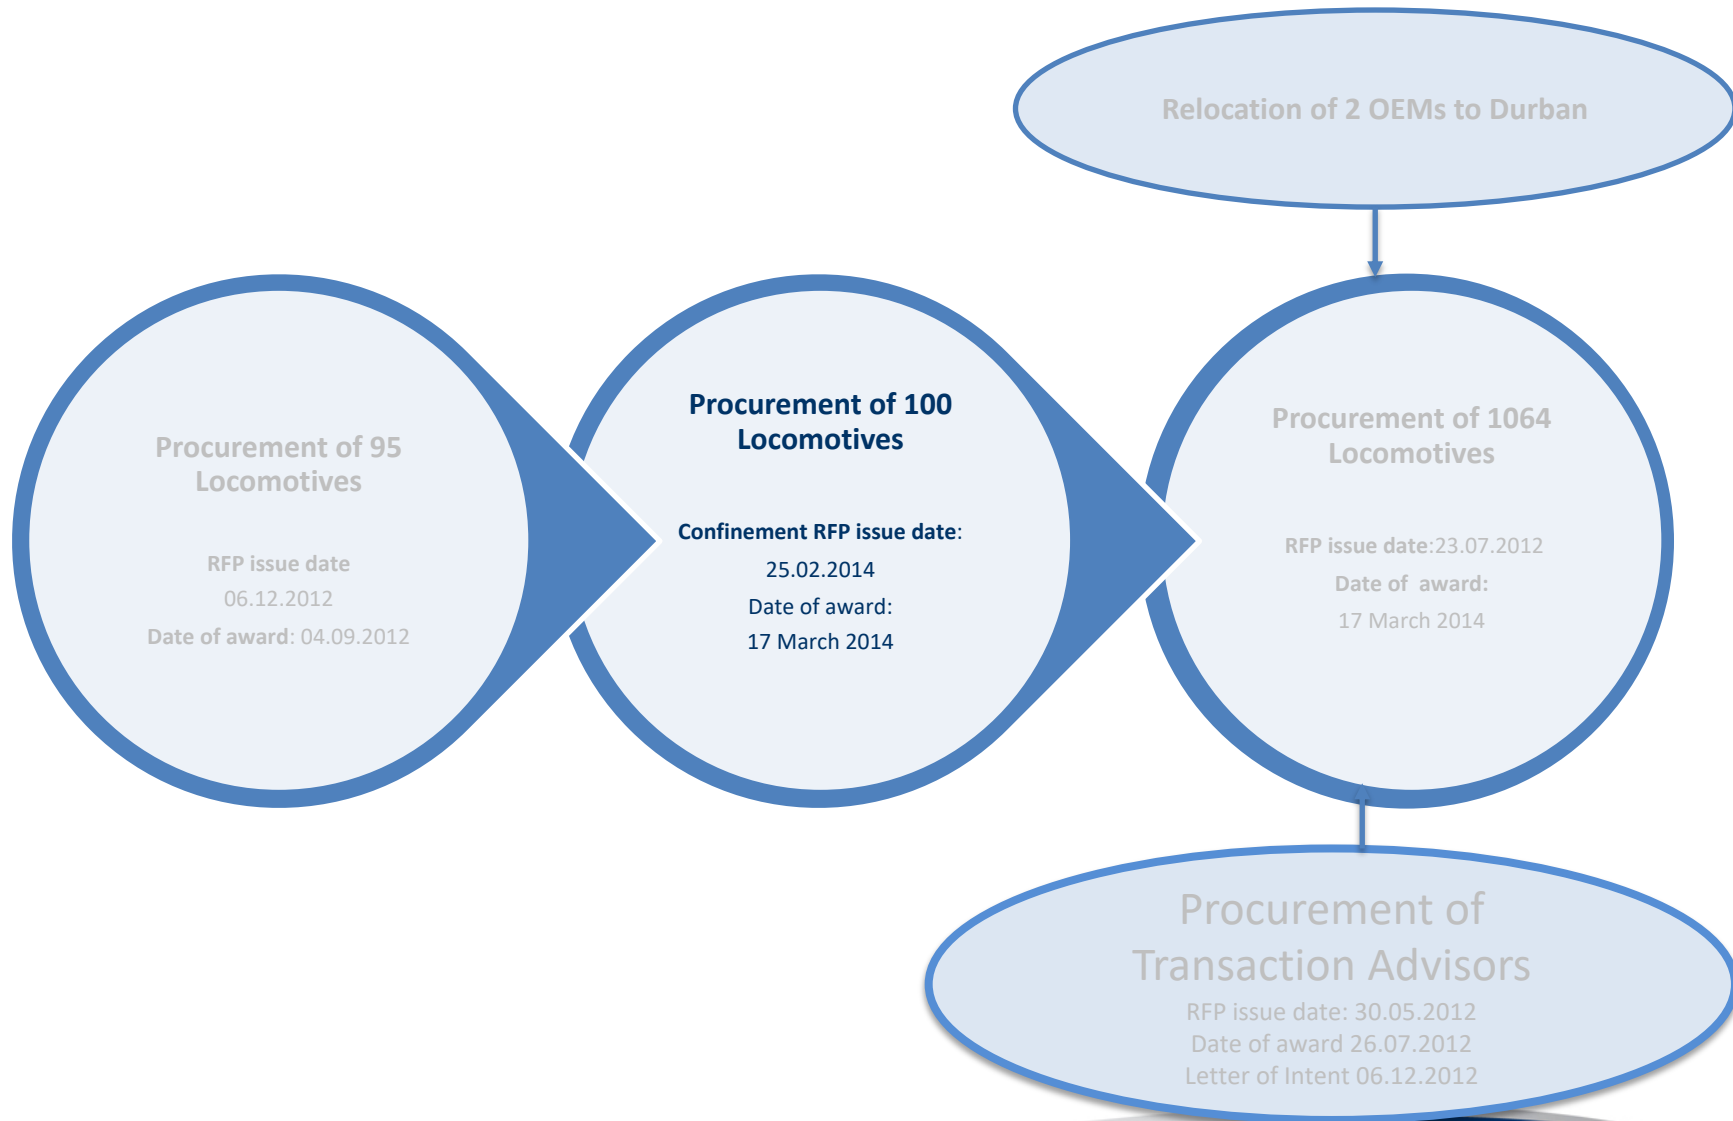 Relocation of 2 OEMs to Durban
Procurement of 95
Locomotives
RFP issue date
06.12.2012
Date of award: 04.09.2012
Procurement of 100
Locomotives
Confinement RFP issue date:
25.02.2014
Date of award:
17 March 2014
Procurement of 1064
Locomotives
RFP issue date:23.07.2012
Date of  award:
17 March 2014
Procurement of
Transaction Advisors
RFP issue date: 30.05.2012
Date of award 26.07.2012
Letter of Intent 06.12.2012